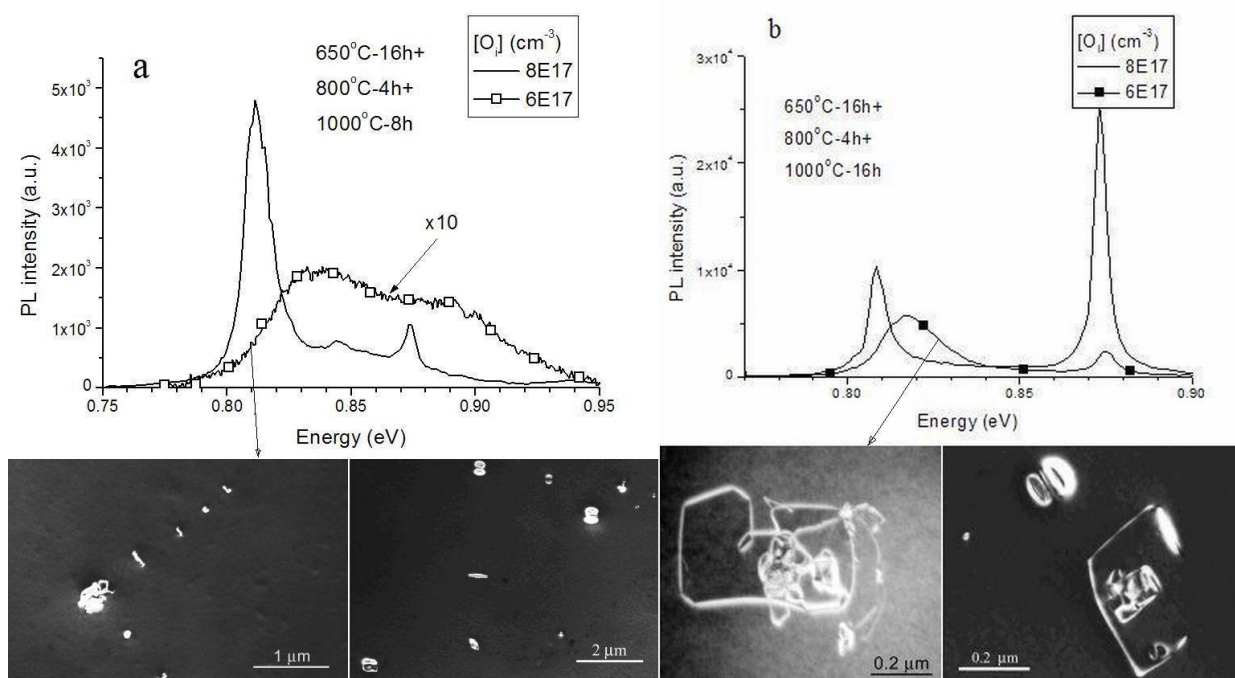 a
650°C-16h+
800°C-4h+
1000°C-8h
[Oᵢ] (cm⁻³)
8E17
6E17
x10
PL intensity (a.u.)
5x10³
4x10³
3x10³
2x10³
1x10³
0
0.75 0.80 0.85 0.90 0.95
Energy (eV)
b
650°C-16h+
800°C-4h+
1000°C-16h
[Oᵢ] (cm⁻³)
8E17
6E17
PL intensity (a.u.)
3x10⁴
2x10⁴
1x10⁴
0
0.80 0.85 0.90
Energy (eV)
1 µm
2 µm
0.2 µm
0.2 µm